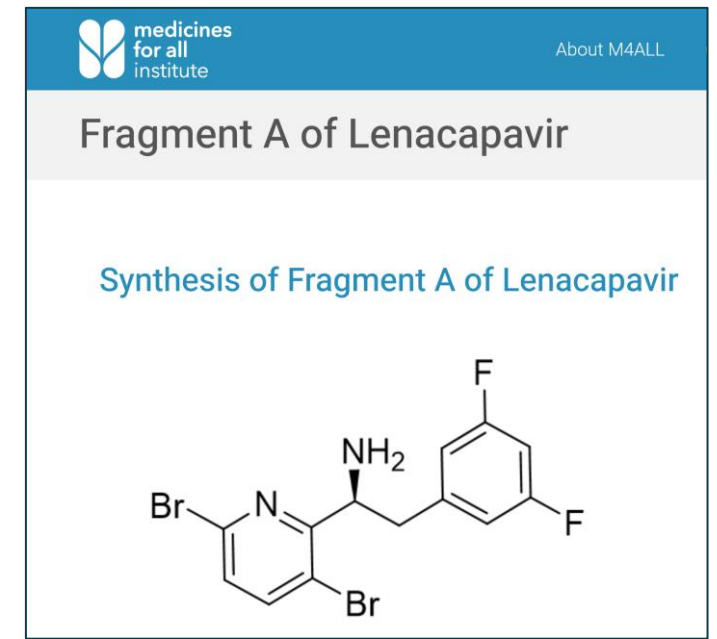 medicines
for all
institute
About M4ALL
Fragment A of Lenacapavir
Synthesis of Fragment A of Lenacapavir
F
NH₂
Br
N
F
Br